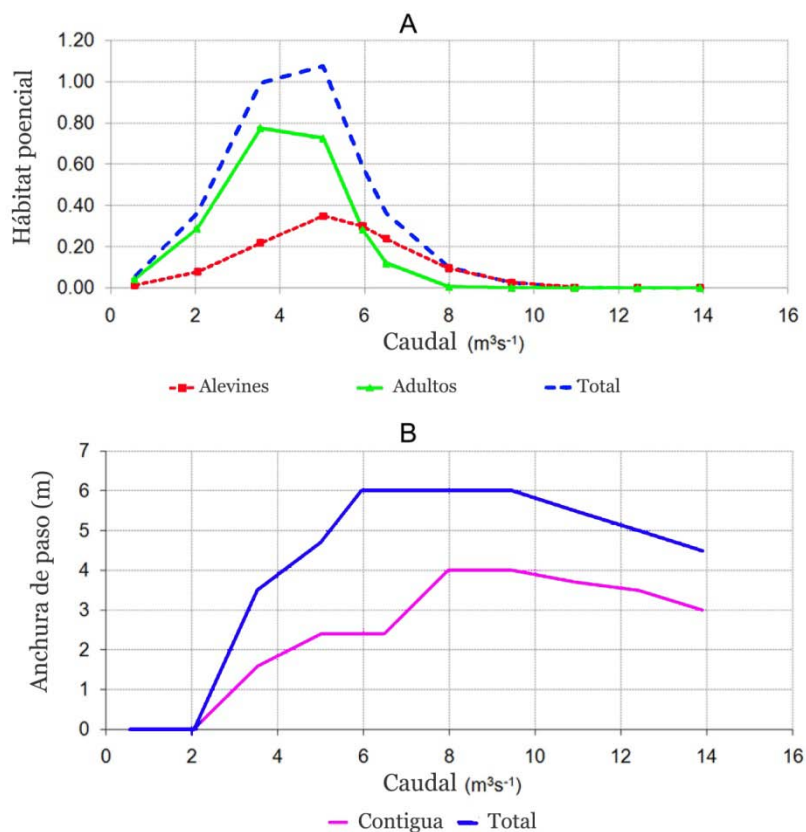 A
Hábitat poencial
1.20
1.00
0.80
0.60
0.40
0.20
0.00
0 2 4 6 8 10 12 14 16
Caudal (m³s⁻¹)
Alevines Adultos Total
B
Anchura de paso (m)
7
6
5
4
3
2
1
0
0 2 4 6 8 10 12 14 16
Caudal (m³s⁻¹)
Contigua Total